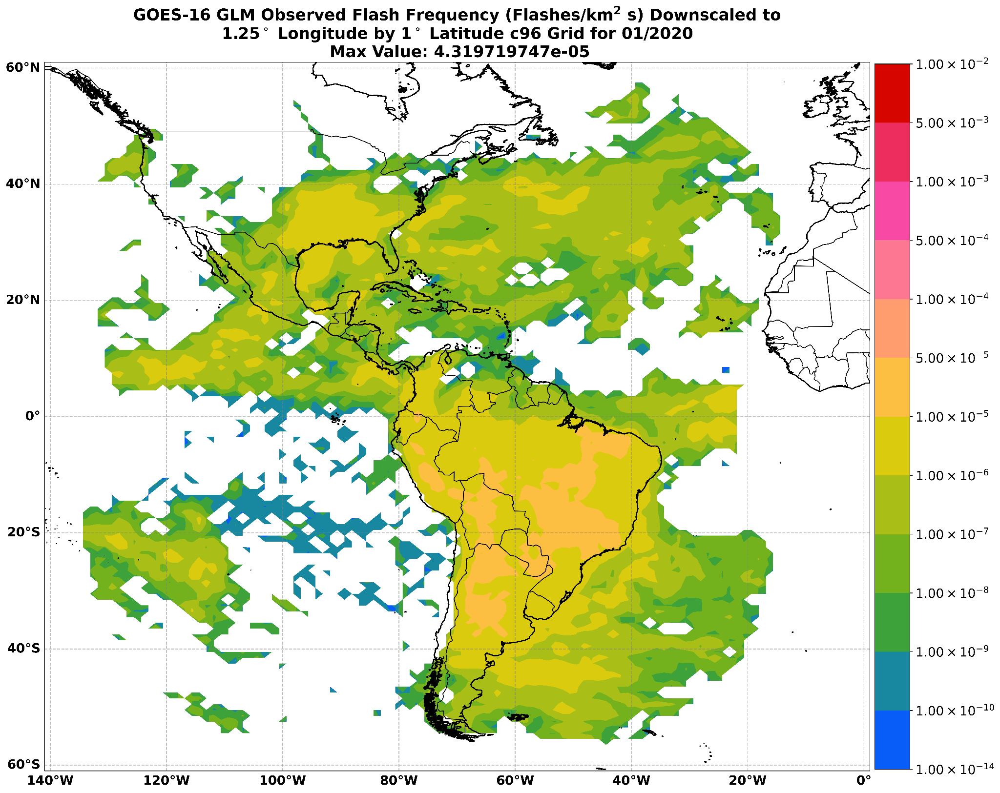 GOES-16 GLM Observed Flash Frequency (Flashes/km² s) Downscaled to
1.25° Longitude by 1° Latitude c96 Grid for 01/2020
Max Value: 4.319719747e-05
60°N
40°N
20°N
0°
20°S
40°S
60°S
140°W 120°W 100°W 80°W 60°W 40°W 20°W 0°
1.00 × 10⁻²
5.00 × 10⁻³
1.00 × 10⁻³
5.00 × 10⁻⁴
1.00 × 10⁻⁴
5.00 × 10⁻⁵
1.00 × 10⁻⁵
1.00 × 10⁻⁶
1.00 × 10⁻⁷
1.00 × 10⁻⁸
1.00 × 10⁻⁹
1.00 × 10⁻¹⁰
1.00 × 10⁻¹⁴